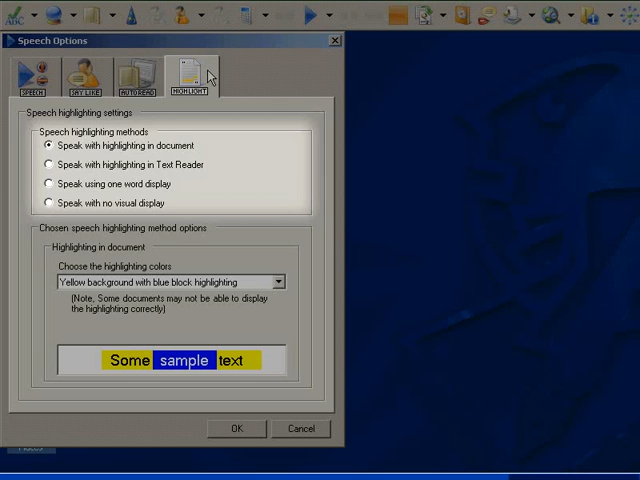 ABC
Speech Options
SPEECH
SAY LIKE
AUTOREAD
HIGHLIGHT
Speech highlighting settings
Speech highlighting methods
Speak with highlighting in document
Speak with highlighting in Text Reader
Speak using one word display
Speak with no visual display
Chosen speech highlighting method options
Highlighting in document
Choose the highlighting colors
Yellow background with blue block highlighting
(Note, Some documents may not be able to display
the highlighting correctly)
Some sample text
OK
Cancel